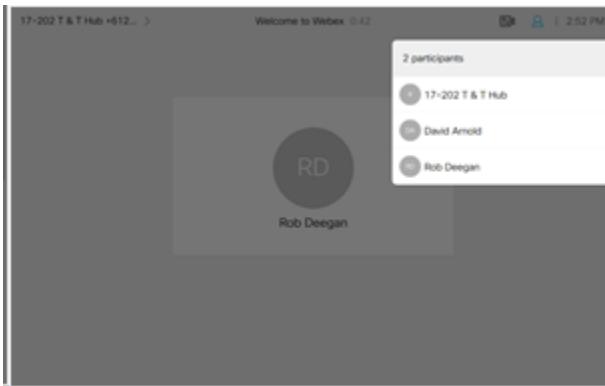 17-202 T & T Hub +612... >
Welcome to Webex 0:42
2:52 PM
2 participants
17-202 T & T Hub
David Arnold
RD Rob Deegan
RD
Rob Deegan